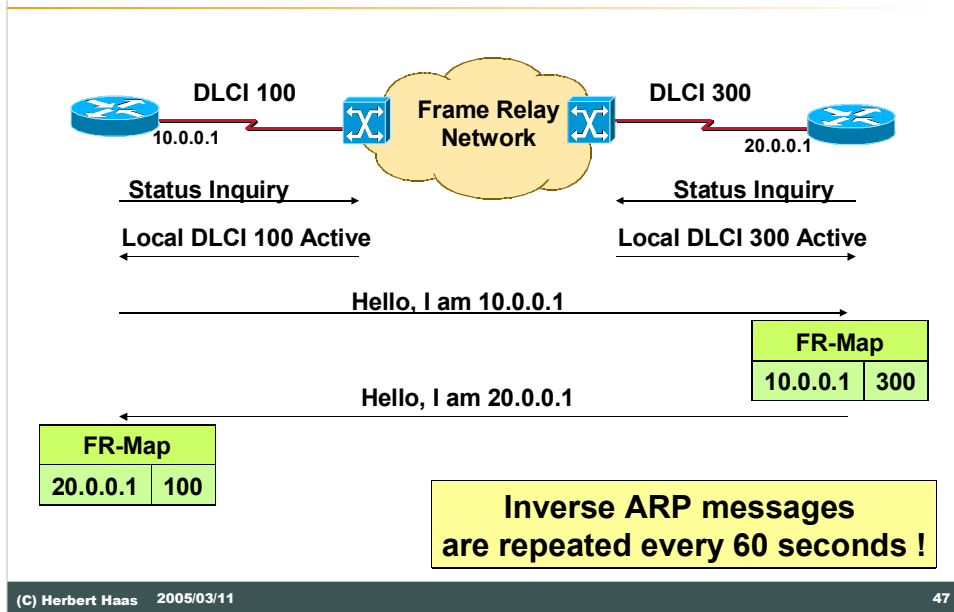 DLCI 100
Frame Relay
Network
DLCI 300
10.0.0.1
20.0.0.1
Status Inquiry
Status Inquiry
Local DLCI 100 Active
Local DLCI 300 Active
Hello, I am 10.0.0.1
FR-Map
10.0.0.1 300
Hello, I am 20.0.0.1
FR-Map
20.0.0.1 100
Inverse ARP messages
are repeated every 60 seconds !
(C) Herbert Haas 2005/03/11
47